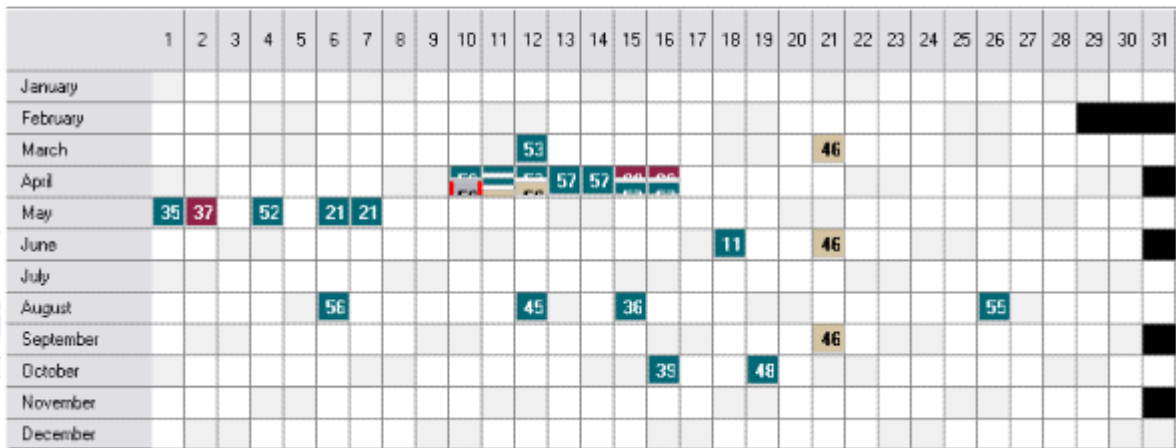 1 2 3 4 5 6 7 8 9 10 11 12 13 14 15 16 17 18 19 20 21 22 23 24 25 26 27 28 29 30 31
January
February
March 53 46
April 57 57
May 35 37 52 21 21
June 11 46
July
August 56 45 36 55
September 46
October 39 48
November
December